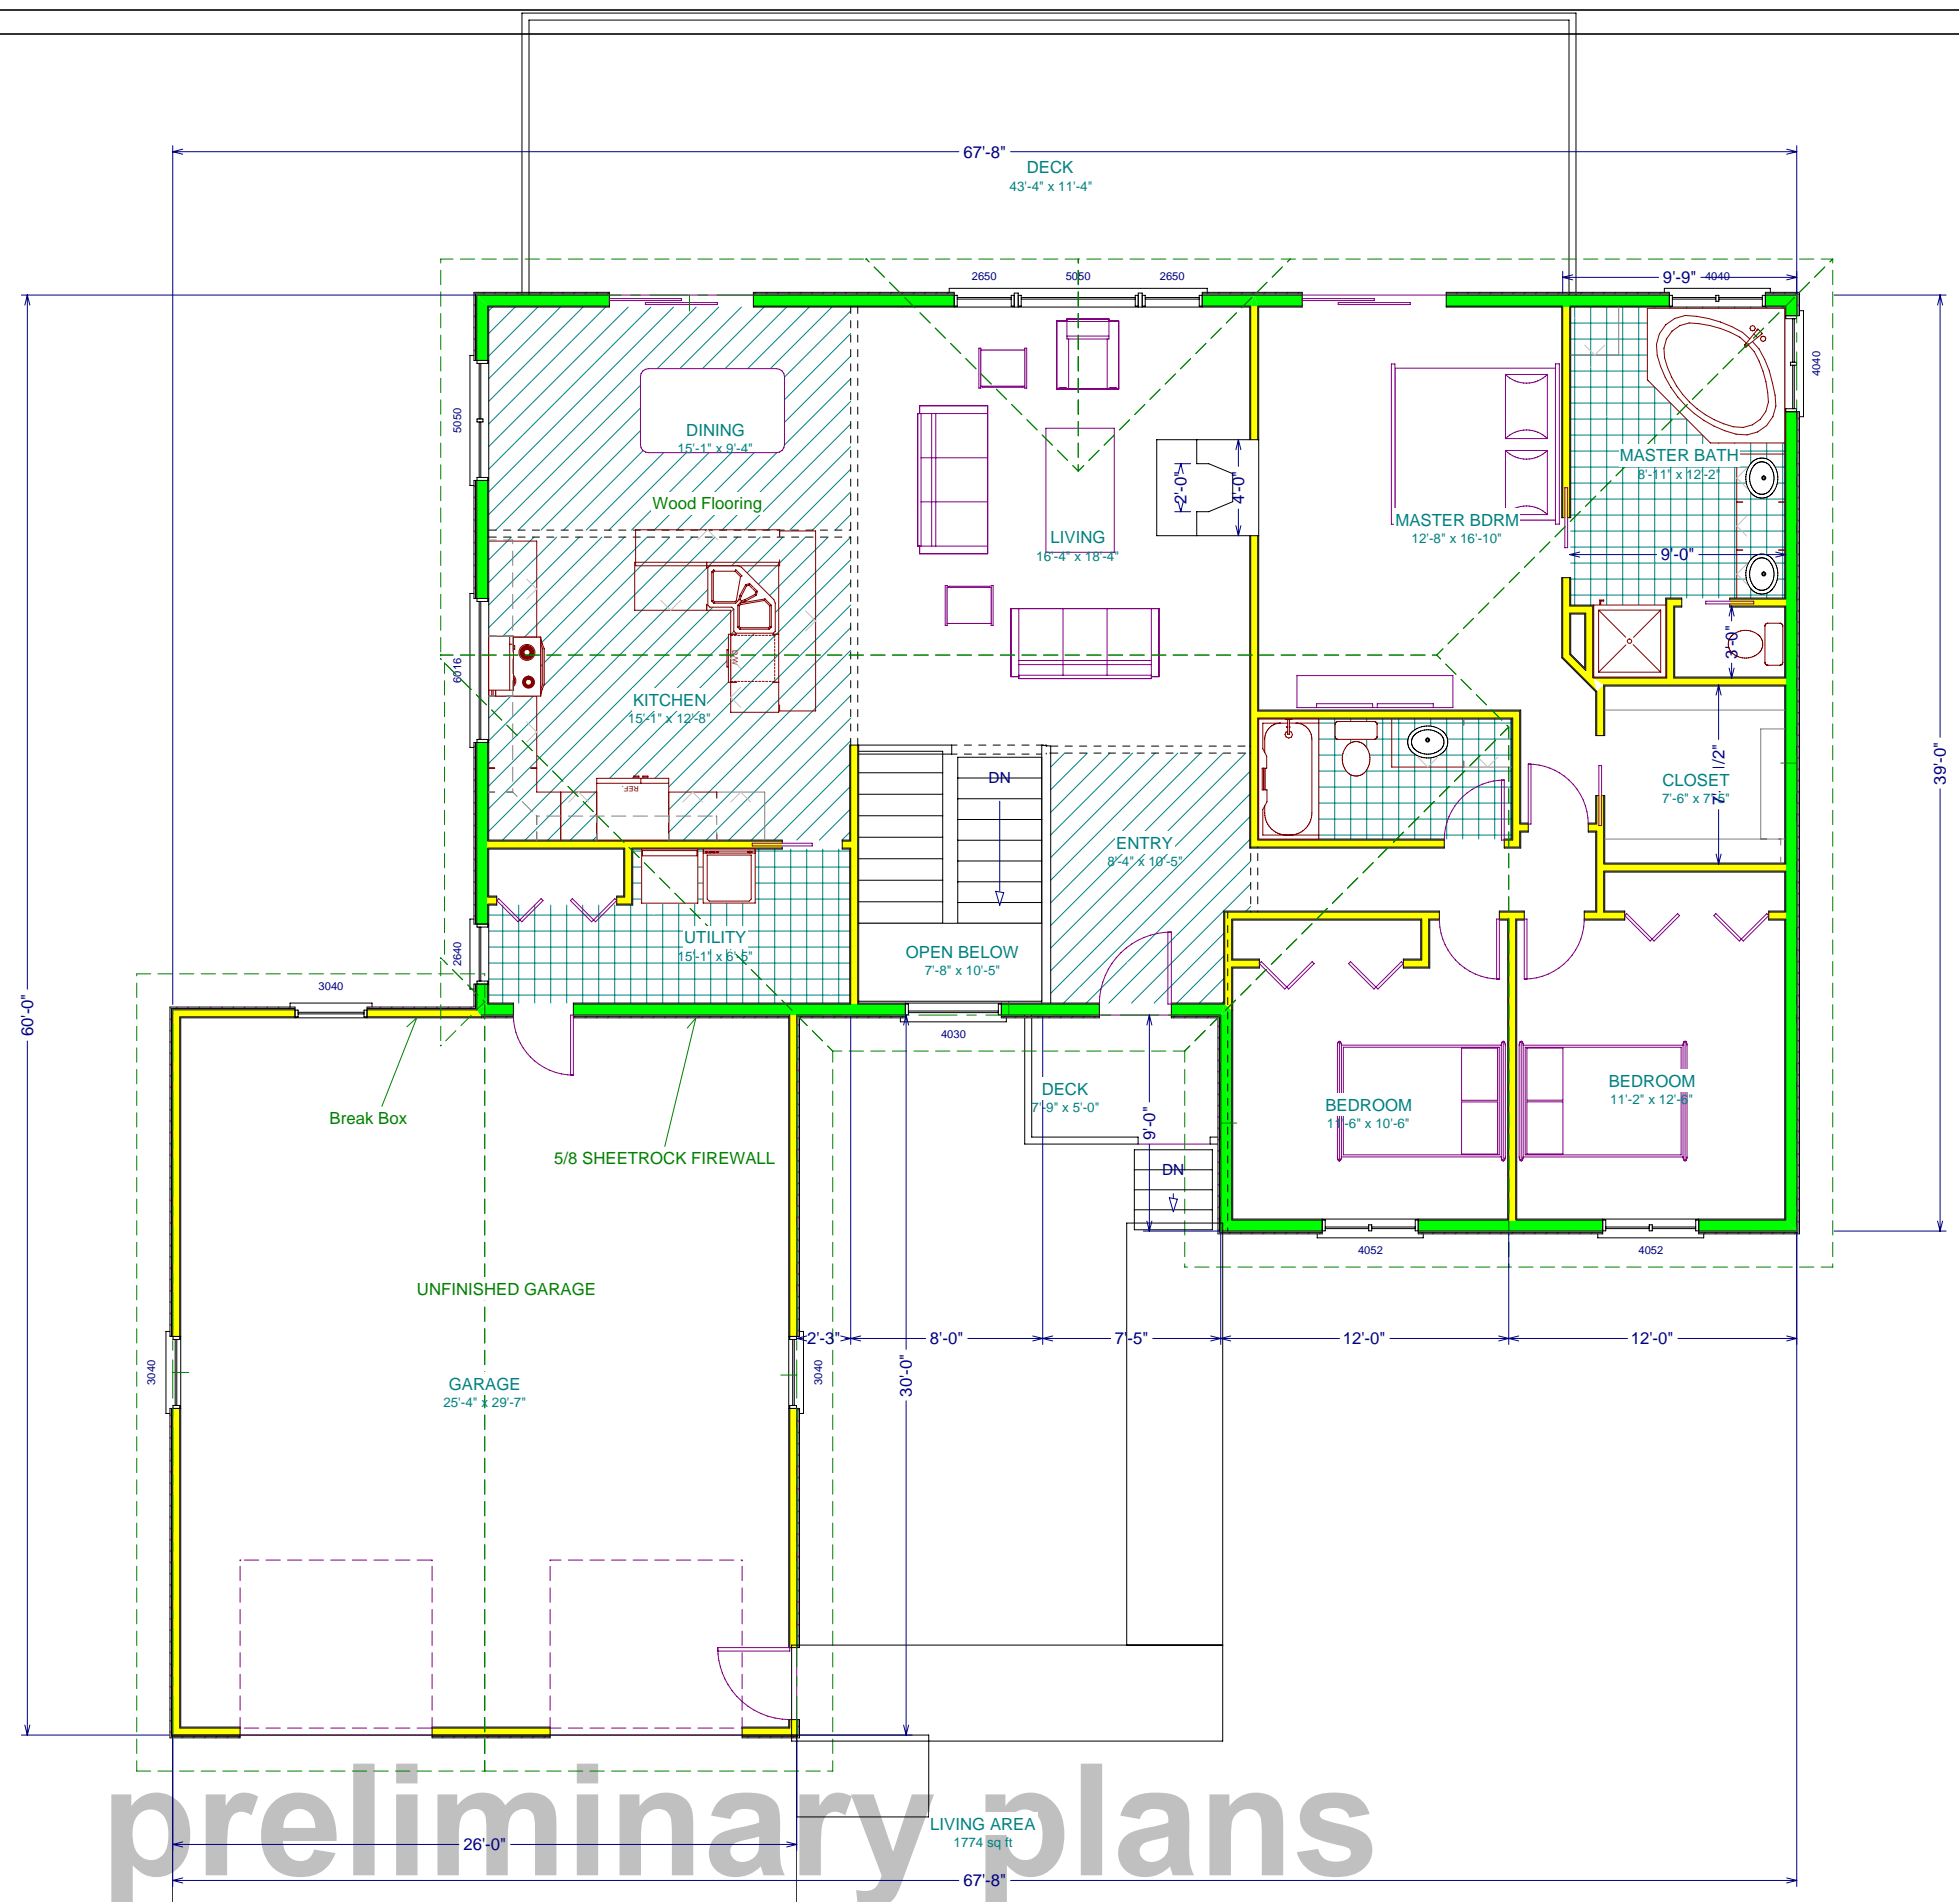 67'-8"
DECK
43'-4" x 11'-4"
2650
5050
2650
9'-9"
4040
4040
5050
DINING
15'-1" x 9'-4"
Wood Flooring
LIVING
16'-4" x 18'-4"
2'-0"
4'-0"
MASTER BDRM
12'-8" x 16'-10"
MASTER BATH
8'-11" x 12'-2"
9'-0"
3'-0"
6016
D/W
KITCHEN
15'-1" x 12'-8"
REF.
DN
ENTRY
8'-4" x 10'-5"
CLOSET
39'-0"
UTILITY
15'-1" x 6'-5"
2640
OPEN BELOW
7'-8" x 10'-5"
60'-0"
3040
4030
Break Box
5/8 SHEETROCK FIREWALL
DECK
7'-9" x 5'-0"
9'-0"
DN
BEDROOM
11'-6" x 10'-6"
BEDROOM
11'-2" x 12'-6"
4052
4052
UNFINISHED GARAGE
2'-3"
8'-0"
7'-5"
12'-0"
12'-0"
3040
GARAGE
25'-4" x 29'-7"
3040
30'-0"
preliminary plans
LIVING AREA
1774 sq ft
26'-0"
67'-8"